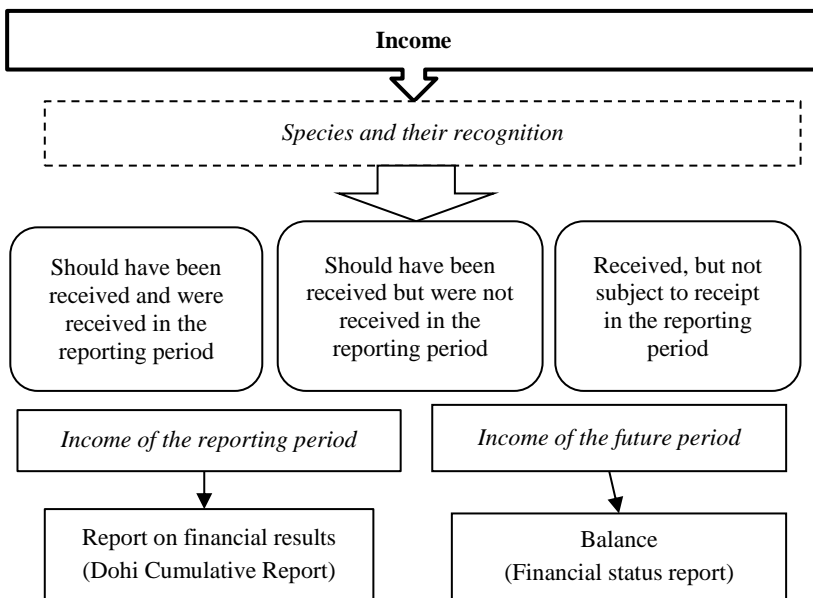 Income
Species and their recognition
Should have been
received and were
received in the
reporting period
Should have been
received but were not
received in the
reporting period
Received, but not
subject to receipt
in the reporting
period
Income of the reporting period
Income of the future period
Report on financial results
(Dohi Cumulative Report)
Balance
(Financial status report)